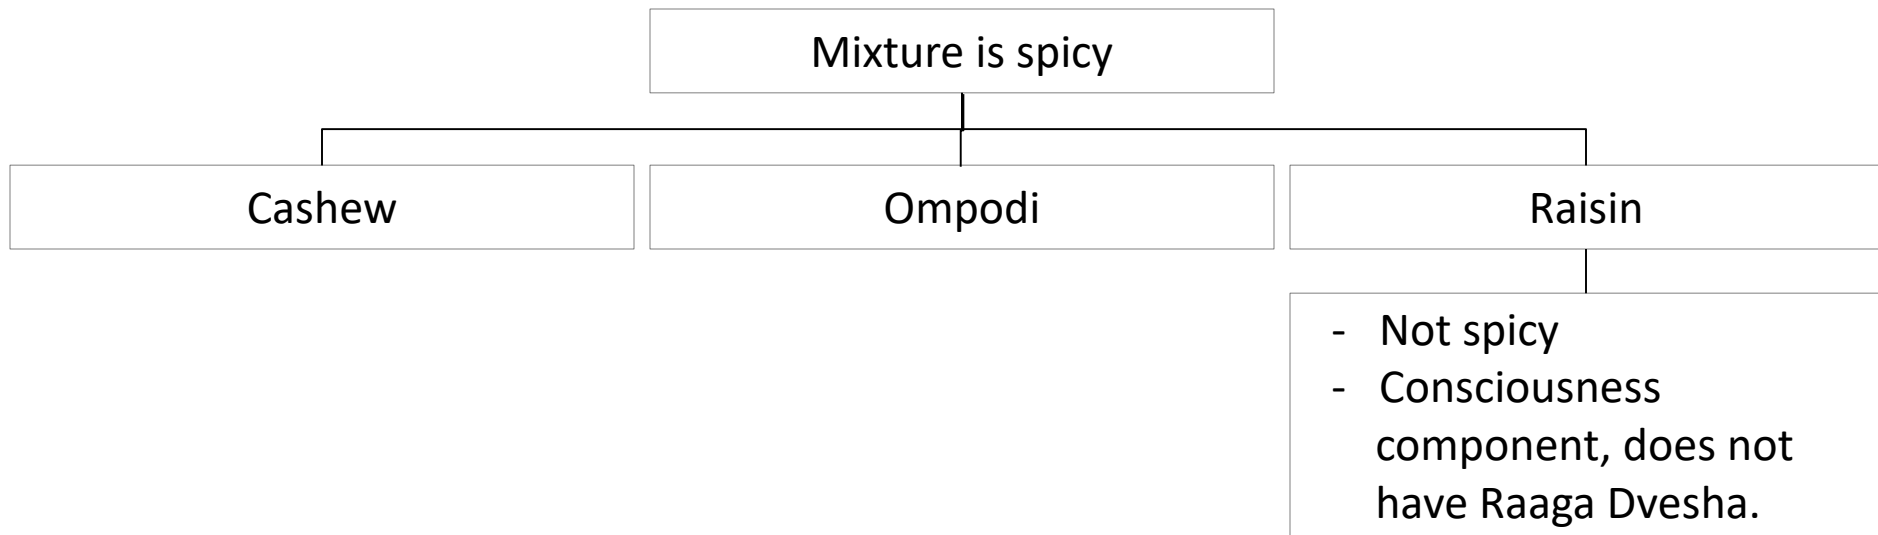 Mixture is spicy
Cashew
Ompodi
Raisin
- Not spicy
- Consciousness
component, does not
have Raaga Dvesha.